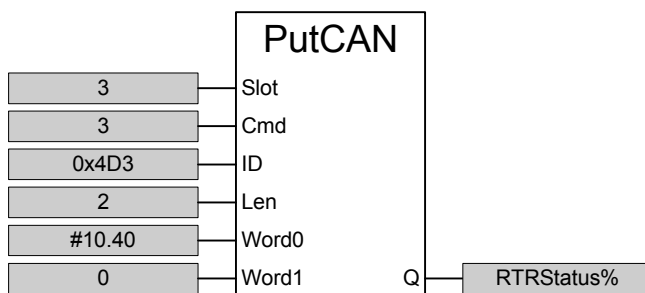 PutCAN
3 Slot
3 Cmd
0x4D3 ID
2 Len
#10.40 Word0
0 Word1 Q RTRStatus%